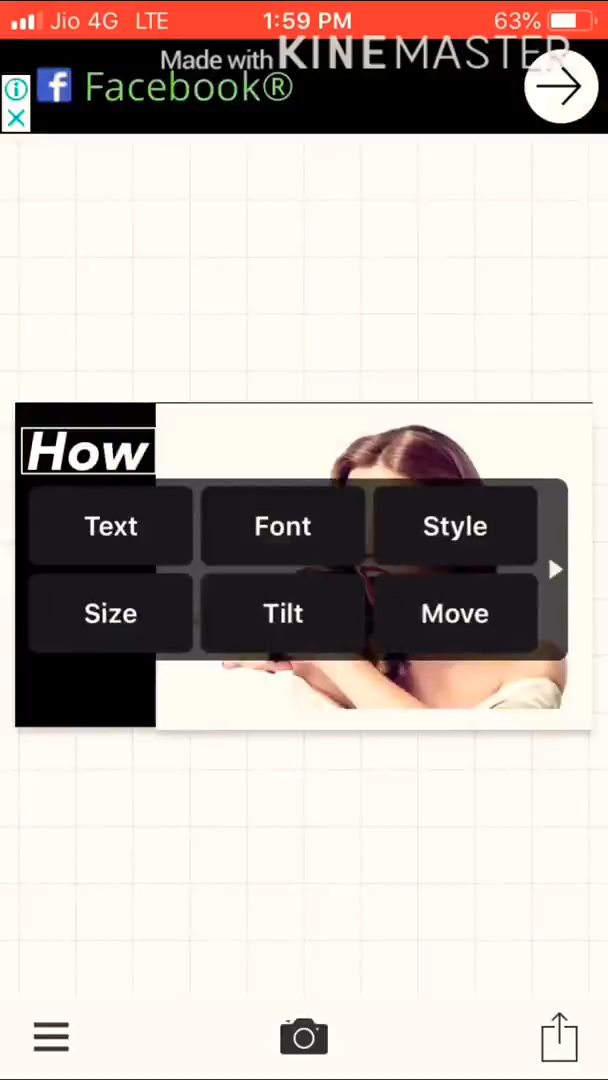 Jio 4G LTE 1:59 PM 63%
Made with KINEMASTER
Facebook®
How
Text Font Style
Size Tilt Move